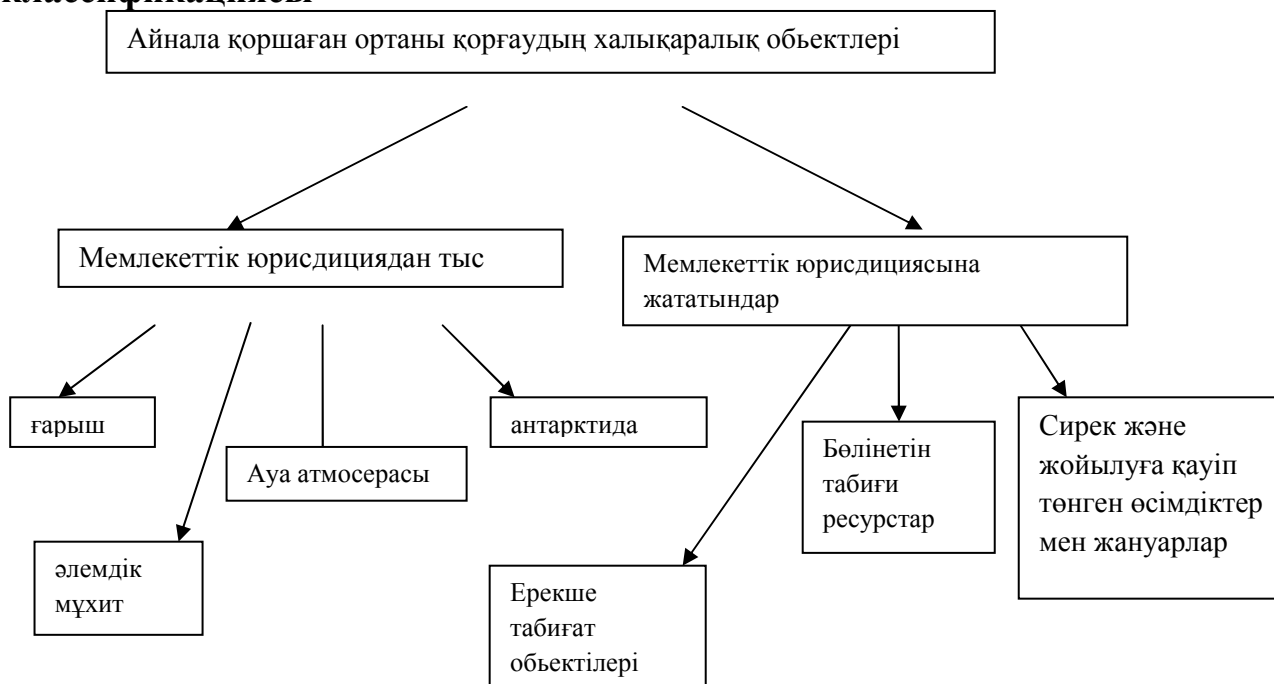 классификациясы
Айнала қоршаған ортаны қорғаудың халықаралық обьектлері
Мемлекеттік юрисдициядан тыс
Мемлекеттік юрисдициясына
жататындар
ғарыш
антарктида
Ауа атмосерасы
Бөлінетін
табиғи
ресурстар
Сирек және
жойылуға қауіп
төнген өсімдіктер
мен жануарлар
әлемдік
мұхит
Ерекше
табиғат
обьектілері